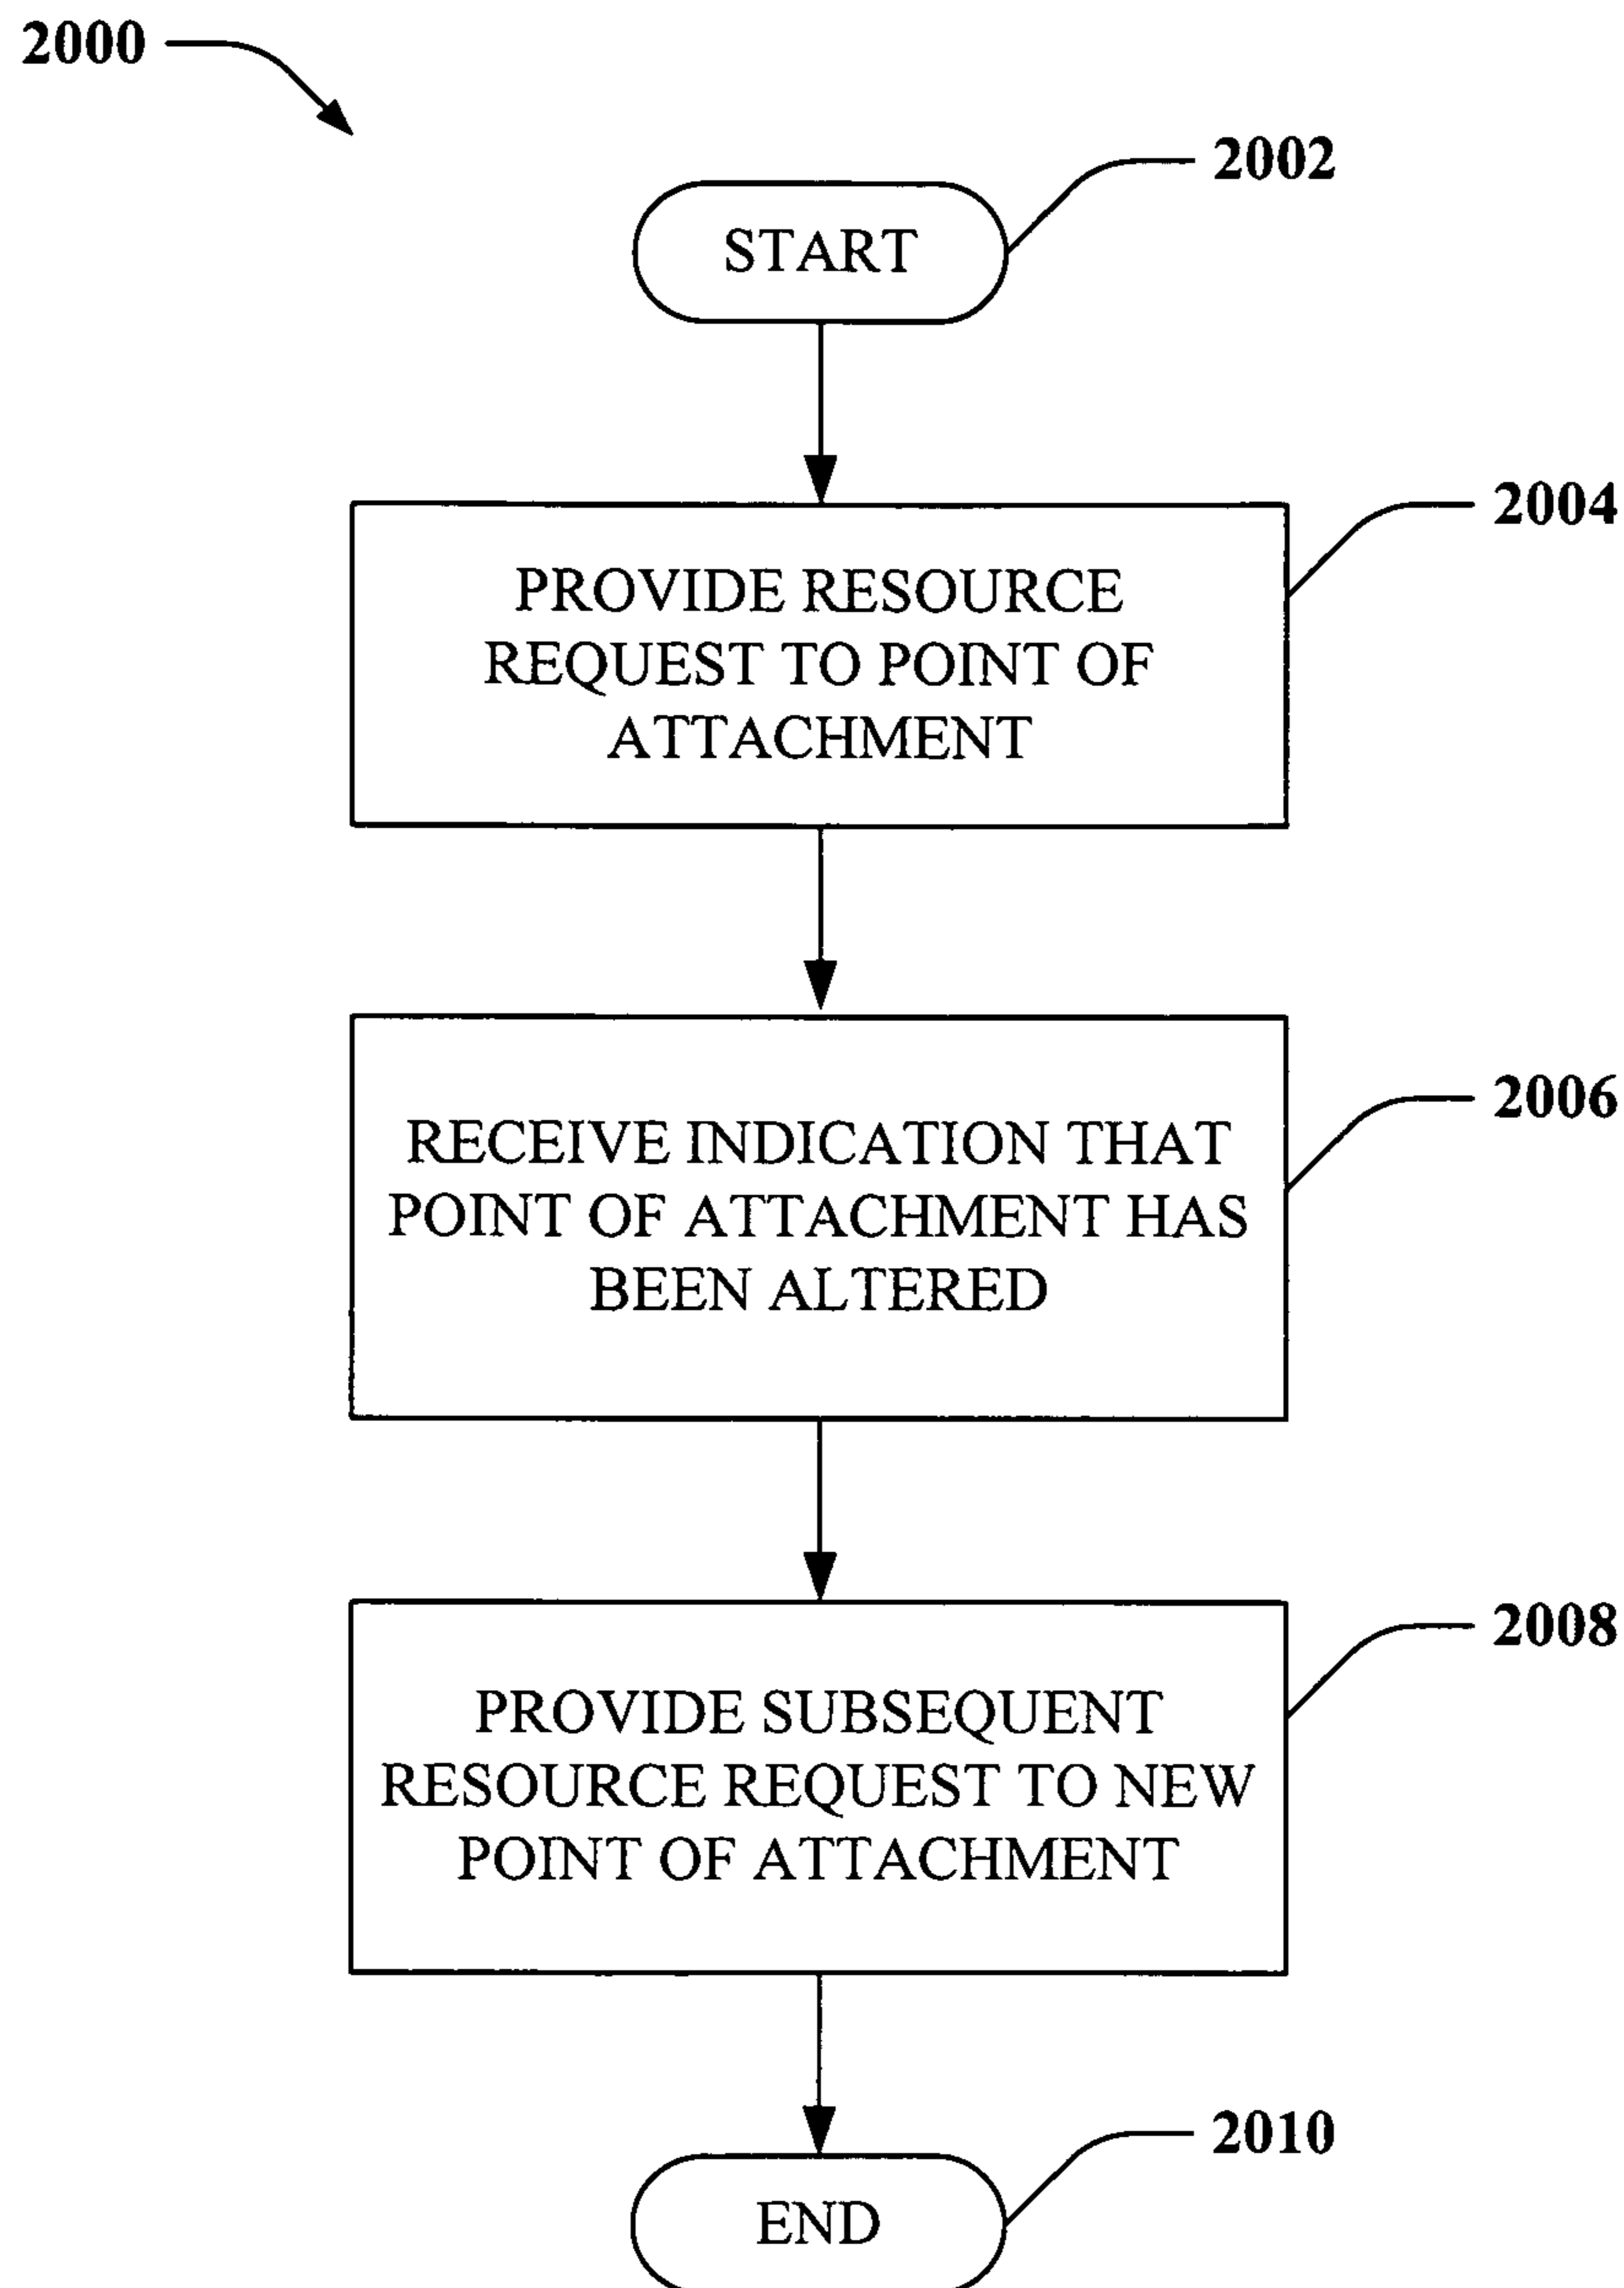 2000
2002
START
2004
PROVIDE RESOURCE
REQUEST TO POINT OF
ATTACHMENT
2006
RECEIVE INDICATION THAT
POINT OF ATTACHMENT HAS
BEEN ALTERED
2008
PROVIDE SUBSEQUENT
RESOURCE REQUEST TO NEW
POINT OF ATTACHMENT
2010
END